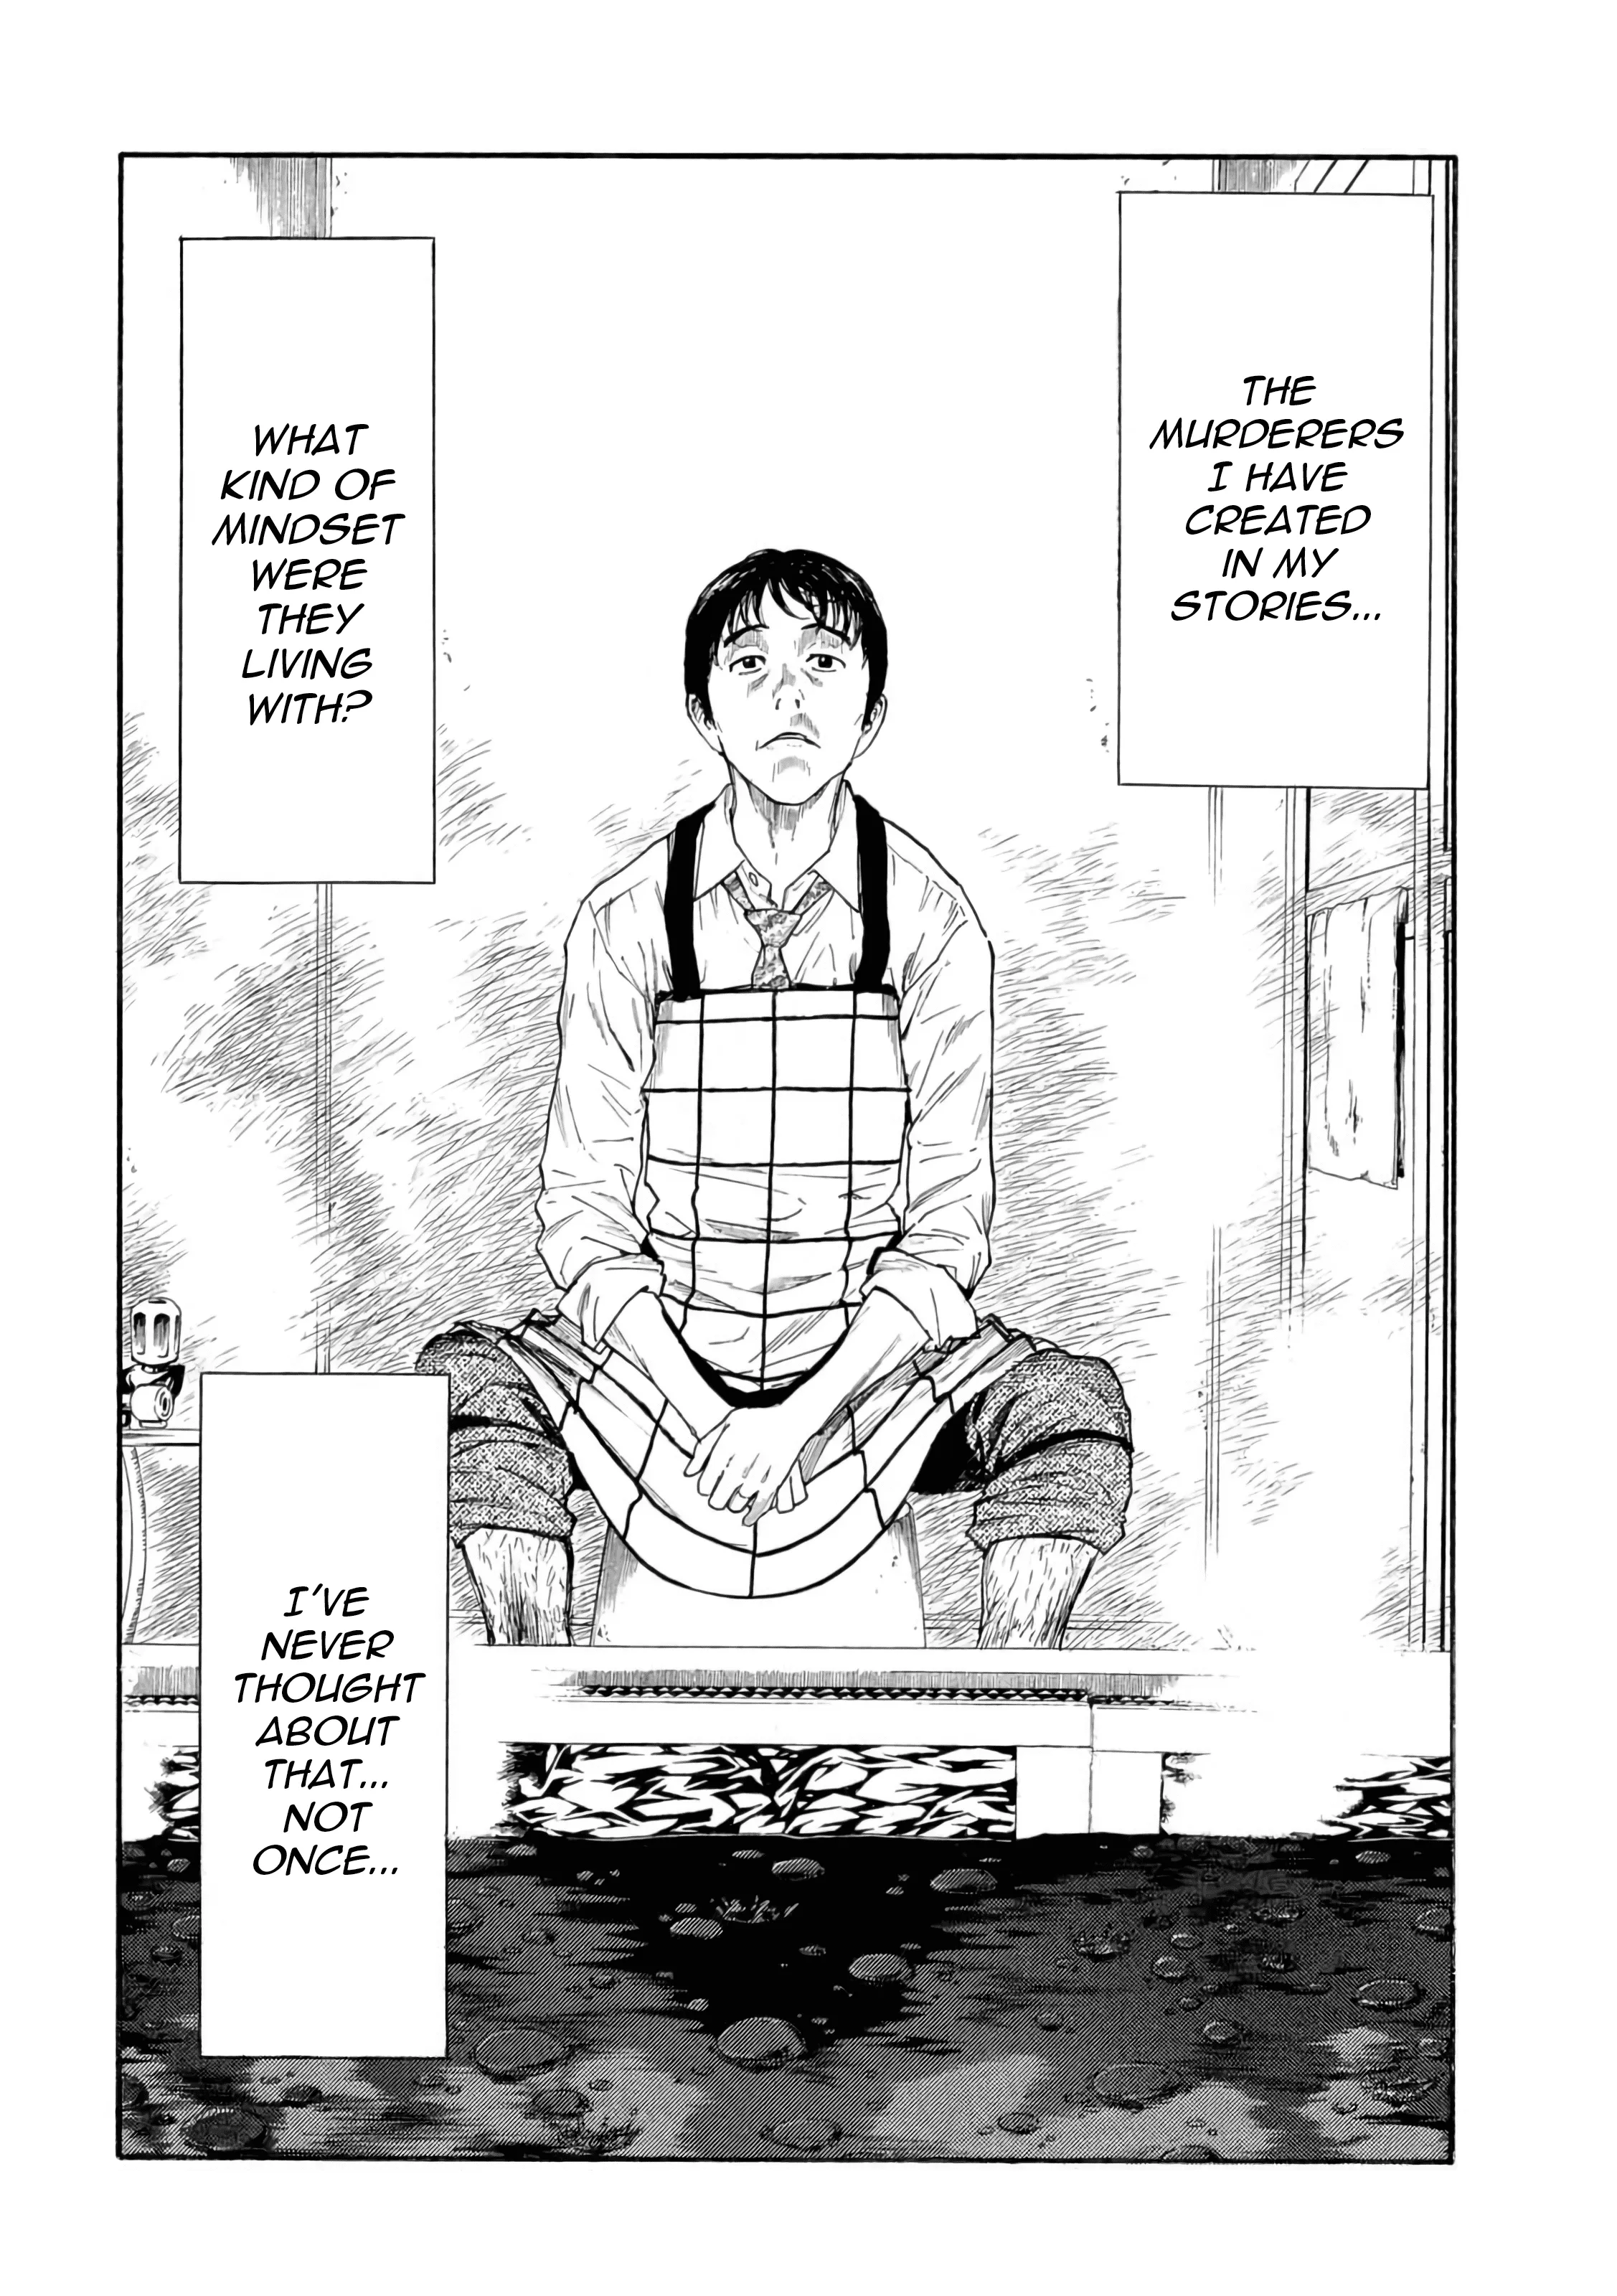 THE
MURDERERS
I HAVE
CREATED
IN MY
STORIES...
WHAT
KIND OF
MINDSET
WERE
THEY
LIVING
WITH?
I'VE
NEVER
THOUGHT
ABOUT
THAT...
NOT
ONCE...